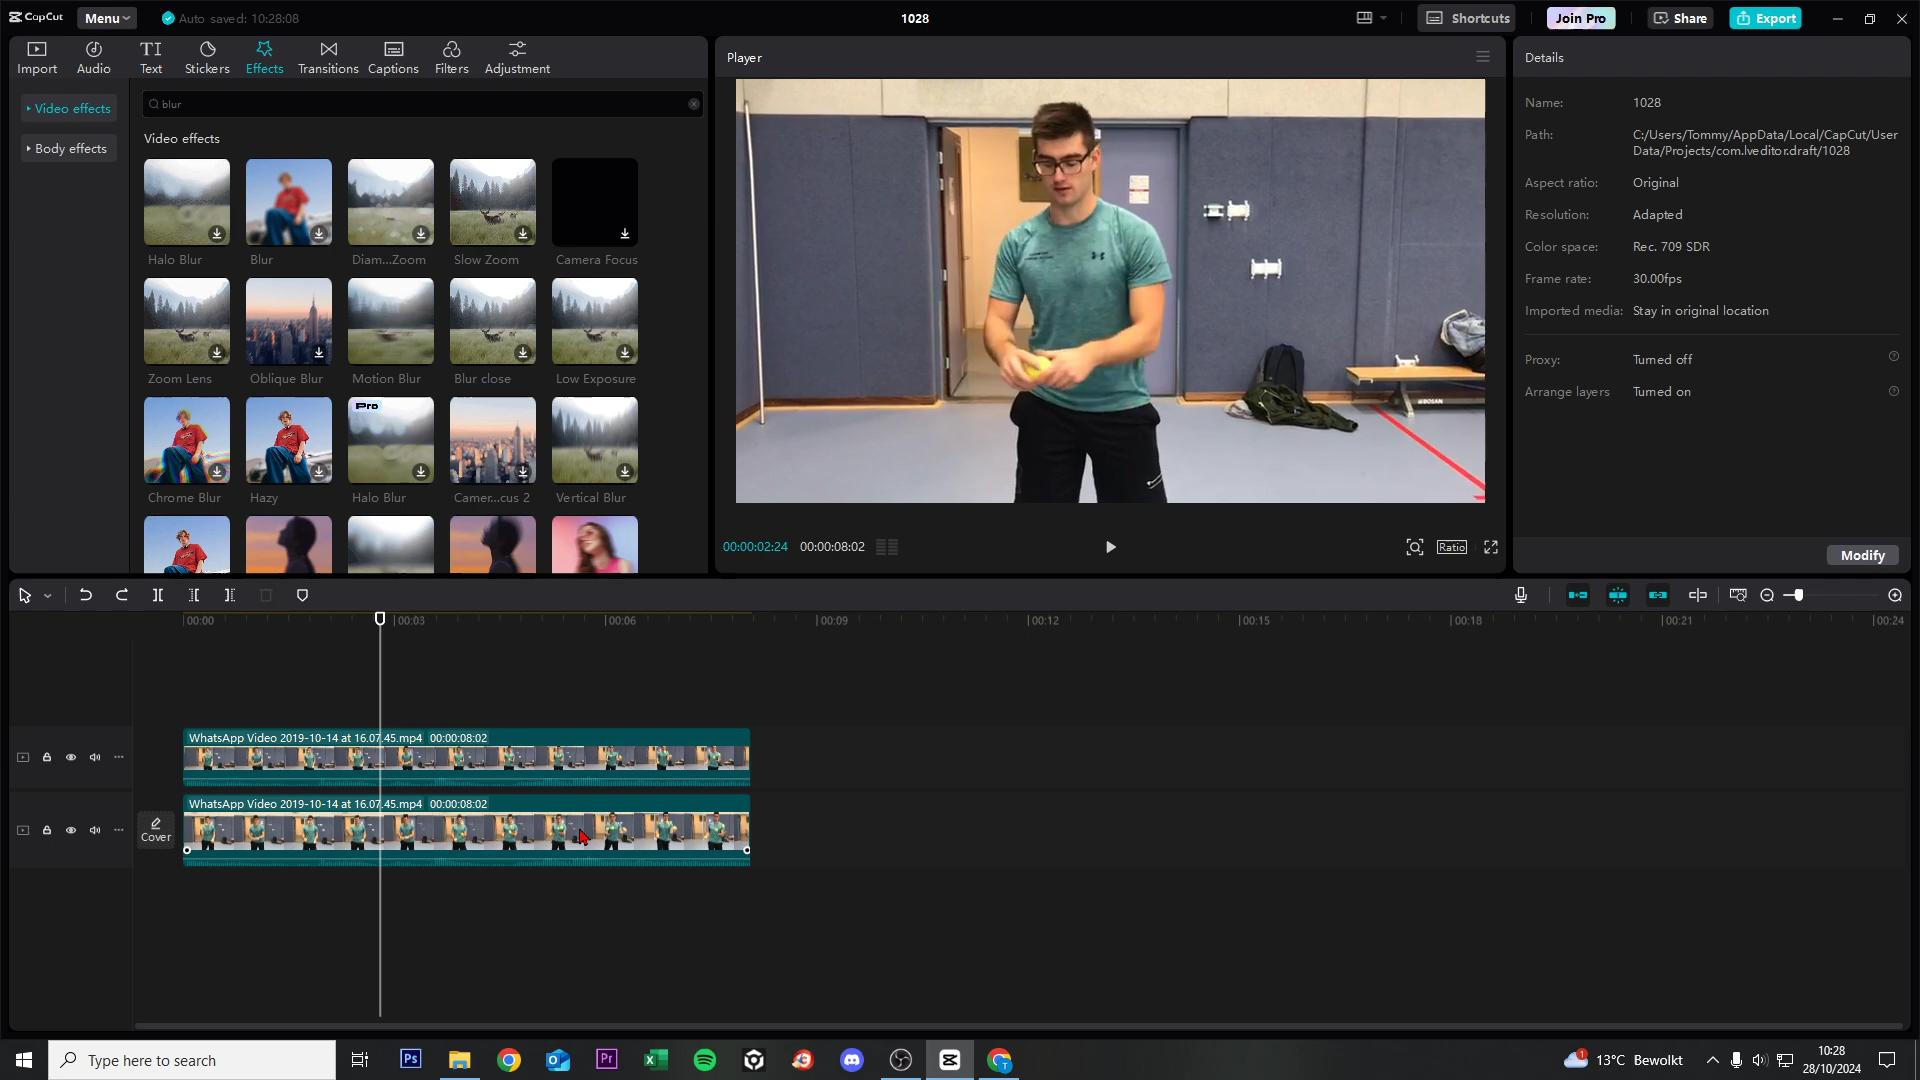 CapCut Menu Auto saved: 10:28:08 1028 Shortcuts Join Pro Share Export
Import Audio TI Text Stickers Effects Transitions Captions Filters Adjustment
Video effects
Body effects
blur
Video effects
Halo Blur Blur Diam...Zoom Slow Zoom Camera Focus
Zoom Lens Oblique Blur Motion Blur Blur close Low Exposure
Pro
Chrome Blur Hazy Halo Blur Camer...cus 2 Vertical Blur
Player
00:00:02:24 00:00:08:02 Ratio
Details
Name: 1028
Path: C:/Users/Tommy/AppData/Local/CapCut/User
Data/Projects/com.lveditor.draft/1028
Aspect ratio: Original
Resolution: Adapted
Color space: Rec. 709 SDR
Frame rate: 30.00fps
Imported media: Stay in original location
Proxy: Turned off
Arrange layers Turned on
Modify
00:00 00:03 00:06 00:09 00:12 00:15 00:18 00:21 00:24
WhatsApp Video 2019-10-14 at 16.07.45.mp4 00:00:08:02
WhatsApp Video 2019-10-14 at 16.07.45.mp4 00:00:08:02
Cover
Type here to search
Ps
Pr
1
13°C Bewolkt
10:28
28/10/2024